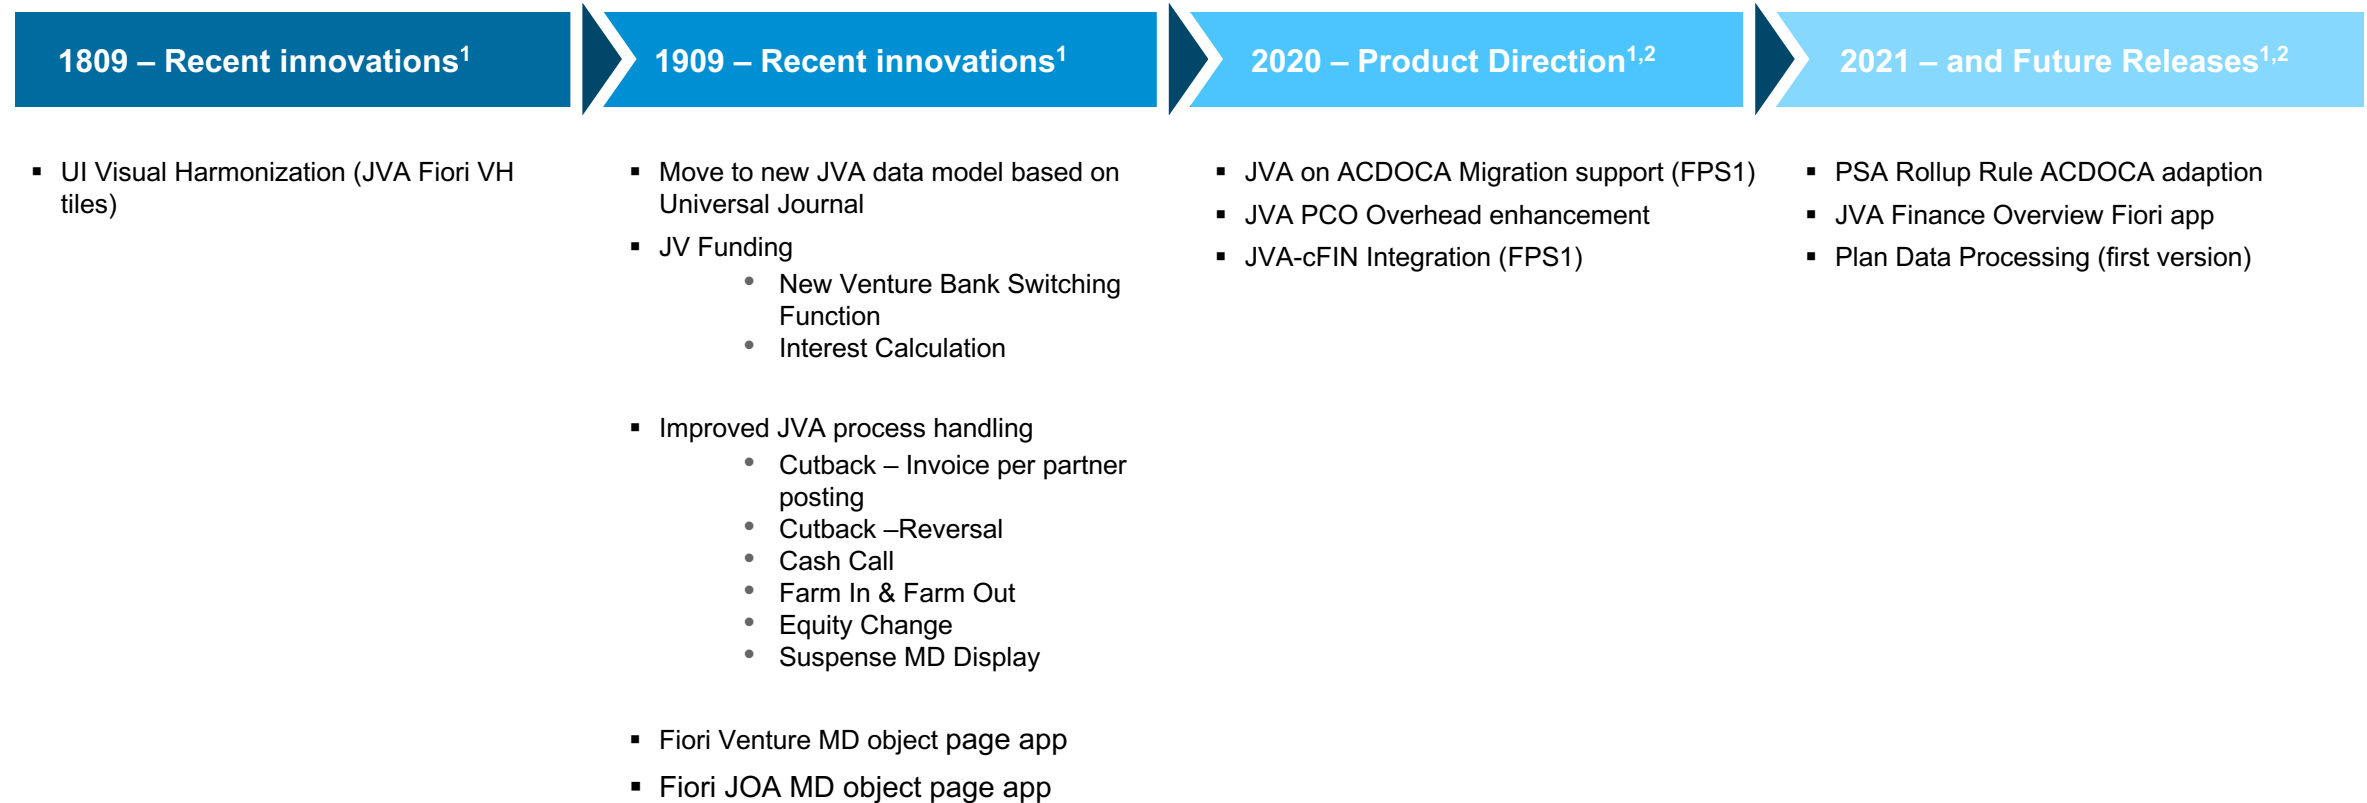 1809 – Recent innovations1
1909 – Recent innovations1
2020 – Product Direction1,2
2021 – and Future Releases1,2
▪ UI Visual Harmonization (JVA Fiori VH
tiles)
▪ Move to new JVA data model based on
Universal Journal
▪ JV Funding
• New Venture Bank Switching
Function
• Interest Calculation
▪ Improved JVA process handling
• Cutback – Invoice per partner
posting
• Cutback –Reversal
• Cash Call
• Farm In & Farm Out
• Equity Change
• Suspense MD Display
▪ Fiori Venture MD object page app
▪ Fiori JOA MD object page app
▪ JVA on ACDOCA Migration support (FPS1)
▪ JVA PCO Overhead enhancement
▪ JVA-cFIN Integration (FPS1)
▪ PSA Rollup Rule ACDOCA adaption
▪ JVA Finance Overview Fiori app
▪ Plan Data Processing (first version)